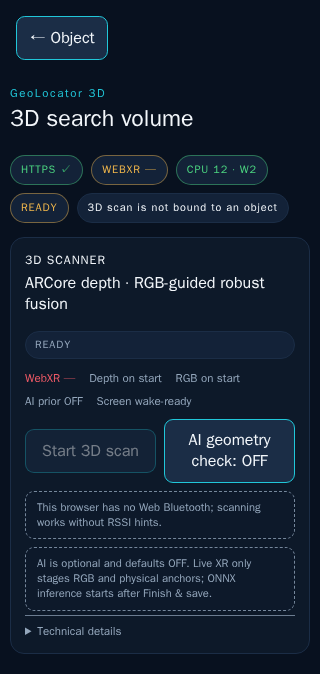 ← Object
GeoLocator 3D
3D search volume
HTTPS ✓
WEBXR —
CPU 12 · W2
READY
3D scan is not bound to an object
3D SCANNER
ARCore depth · RGB-guided robust
fusion
READY
WebXR — Depth on start RGB on start
AI prior OFF Screen wake-ready
Start 3D scan
AI geometry
check: OFF
This browser has no Web Bluetooth; scanning
works without RSSI hints.
AI is optional and defaults OFF. Live XR only
stages RGB and physical anchors; ONNX
inference starts after Finish & save.
▶ Technical details